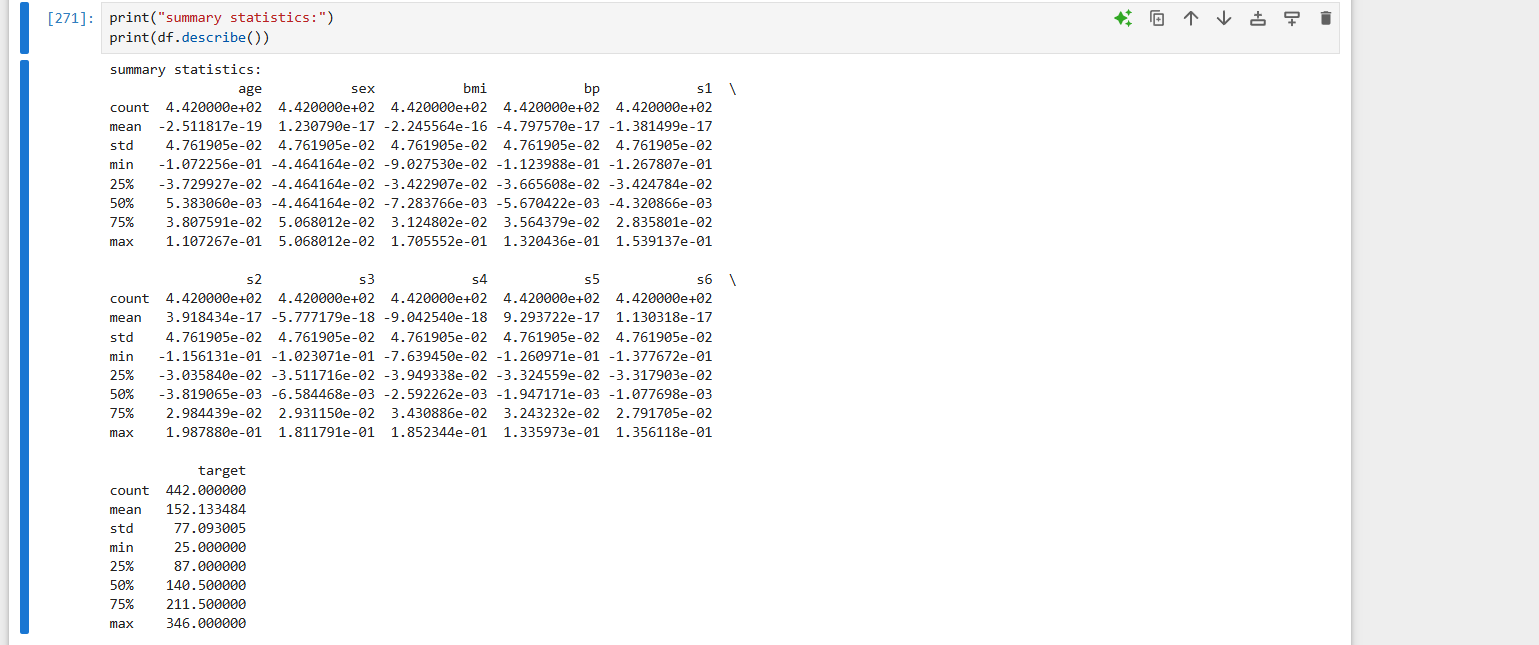 [271]: print("summary statistics:")
print(df.describe())
summary statistics:
                age           sex           bmi            bp            s1  \
count  4.420000e+02  4.420000e+02  4.420000e+02  4.420000e+02  4.420000e+02
mean  -2.511817e-19  1.230790e-17 -2.245564e-16 -4.797570e-17 -1.381499e-17
std    4.761905e-02  4.761905e-02  4.761905e-02  4.761905e-02  4.761905e-02
min   -1.072256e-01 -4.464164e-02 -9.027530e-02 -1.123988e-01 -1.267807e-01
25%   -3.729927e-02 -4.464164e-02 -3.422907e-02 -3.665608e-02 -3.424784e-02
50%    5.383060e-03 -4.464164e-02 -7.283766e-03 -5.670422e-03 -4.320866e-03
75%    3.807591e-02  5.068012e-02  3.124802e-02  3.564379e-02  2.835801e-02
max    1.107267e-01  5.068012e-02  1.705552e-01  1.320436e-01  1.539137e-01
                 s2            s3            s4            s5            s6  \
count  4.420000e+02  4.420000e+02  4.420000e+02  4.420000e+02  4.420000e+02
mean   3.918434e-17 -5.777179e-18 -9.042540e-18  9.293722e-17  1.130318e-17
std    4.761905e-02  4.761905e-02  4.761905e-02  4.761905e-02  4.761905e-02
min   -1.156131e-01 -1.023071e-01 -7.639450e-02 -1.260971e-01 -1.377672e-01
25%   -3.035840e-02 -3.511716e-02 -3.949338e-02 -3.324559e-02 -3.317903e-02
50%   -3.819065e-03 -6.584468e-03 -2.592262e-03 -1.947171e-03 -1.077698e-03
75%    2.984439e-02  2.931150e-02  3.430886e-02  3.243232e-02  2.791705e-02
max    1.987880e-01  1.811791e-01  1.852344e-01  1.335973e-01  1.356118e-01
           target
count  442.000000
mean   152.133484
std     77.093005
min     25.000000
25%     87.000000
50%    140.500000
75%    211.500000
max    346.000000